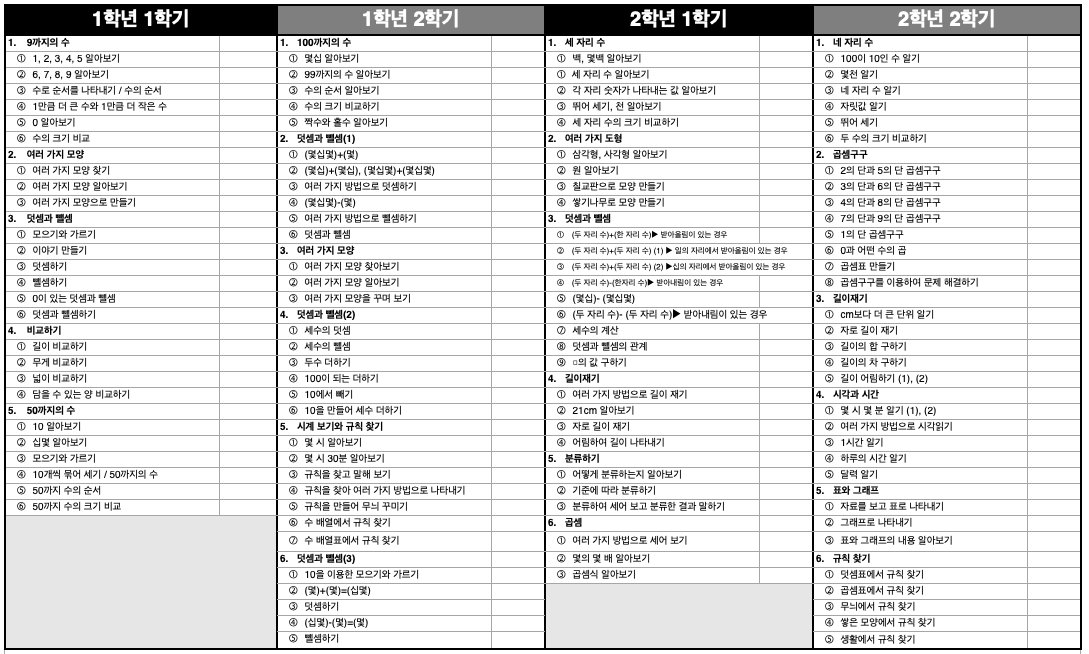 1학년 1학기
1. 9까지의 수
① 1, 2, 3, 4, 5 알아보기
② 6, 7, 8, 9 알아보기
③ 수로 순서를 나타내기 / 수의 순서
④ 1만큼 더 큰 수와 1만큼 더 작은 수
⑤ 0 알아보기
⑥ 수의 크기 비교
2. 여러 가지 모양
① 여러 가지 모양 찾기
② 여러 가지 모양 알아보기
③ 여러 가지 모양으로 만들기
3. 덧셈과 뺄셈
① 모으기와 가르기
② 이야기 만들기
③ 덧셈하기
④ 뺄셈하기
⑤ 0이 있는 덧셈과 뺄셈
⑥ 덧셈과 뺄셈하기
4. 비교하기
① 길이 비교하기
② 무게 비교하기
③ 넓이 비교하기
④ 담을 수 있는 양 비교하기
5. 50까지의 수
① 10 알아보기
② 십몇 알아보기
③ 모으기와 가르기
④ 10개씩 묶어 세기 / 50까지의 수
⑤ 50까지 수의 순서
⑥ 50까지 수의 크기 비교
1학년 2학기
1. 100까지의 수
① 몇십 알아보기
② 99까지의 수 알아보기
③ 수의 순서 알아보기
④ 수의 크기 비교하기
⑤ 짝수와 홀수 알아보기
2. 덧셈과 뺄셈(1)
① (몇십몇)+(몇)
② (몇십)+(몇십), (몇십몇)+(몇십몇)
③ 여러 가지 방법으로 덧셈하기
④ (몇십몇)-(몇)
⑤ 여러 가지 방법으로 뺄셈하기
⑥ 덧셈과 뺄셈
3. 여러 가지 모양
① 여러 가지 모양 찾아보기
② 여러 가지 모양 알아보기
③ 여러 가지 모양을 꾸며 보기
4. 덧셈과 뺄셈(2)
① 세수의 덧셈
② 세수의 뺄셈
③ 두수 더하기
④ 100이 되는 더하기
⑤ 10에서 빼기
⑥ 10을 만들어 세수 더하기
5. 시계 보기와 규칙 찾기
① 몇 시 알아보기
② 몇 시 30분 알아보기
③ 규칙을 찾고 말해 보기
④ 규칙을 찾아 여러 가지 방법으로 나타내기
⑤ 규칙을 만들어 무늬 꾸미기
⑥ 수 배열에서 규칙 찾기
⑦ 수 배열표에서 규칙 찾기
6. 덧셈과 뺄셈(3)
① 10을 이용한 모으기와 가르기
② (몇)+(몇)=(십몇)
③ 덧셈하기
④ (십몇)-(몇)=(몇)
⑤ 뺄셈하기
2학년 1학기
1. 세 자리 수
① 백, 몇백 알아보기
① 세 자리 수 알아보기
② 각 자리 숫자가 나타내는 값 알아보기
③ 뛰어 세기, 천 알아보기
④ 세 자리 수의 크기 비교하기
2. 여러 가지 도형
① 삼각형, 사각형 알아보기
② 원 알아보기
③ 칠교판으로 모양 만들기
④ 쌓기나무로 모양 만들기
3. 덧셈과 뺄셈
① (두 자리 수)+(한 자리 수)▶ 받아올림이 있는 경우
② (두 자리 수)+(두 자리 수) (1) ▶ 일의 자리에서 받아올림이 있는 경우
③ (두 자리 수)+(두 자리 수) (2) ▶십의 자리에서 받아올림이 있는 경우
④ (두 자리 수)-(한자리 수)▶ 받아내림이 있는 경우
⑤ (몇십)- (몇십몇)
⑥ (두 자리 수)- (두 자리 수)▶ 받아내림이 있는 경우
⑦ 세수의 계산
⑧ 덧셈과 뺄셈의 관계
⑨ □의 값 구하기
4. 길이재기
① 여러 가지 방법으로 길이 재기
② 21cm 알아보기
③ 자로 길이 재기
④ 어림하여 길이 나타내기
5. 분류하기
① 어떻게 분류하는지 알아보기
② 기준에 따라 분류하기
③ 분류하여 세어 보고 분류한 결과 말하기
6. 곱셈
① 여러 가지 방법으로 세어 보기
② 몇의 몇 배 알아보기
③ 곱셈식 알아보기
2학년 2학기
1. 네 자리 수
① 100이 10인 수 알기
② 몇천 알기
③ 네 자리 수 알기
④ 자릿값 알기
⑤ 뛰어 세기
⑥ 두 수의 크기 비교하기
2. 곱셈구구
① 2의 단과 5의 단 곱셈구구
② 3의 단과 6의 단 곱셈구구
③ 4의 단과 8의 단 곱셈구구
④ 7의 단과 9의 단 곱셈구구
⑤ 1의 단 곱셈구구
⑥ 0과 어떤 수의 곱
⑦ 곱셈표 만들기
⑧ 곱셈구구를 이용하여 문제 해결하기
3. 길이재기
① cm보다 더 큰 단위 알기
② 자로 길이 재기
③ 길이의 합 구하기
④ 길이의 차 구하기
⑤ 길이 어림하기 (1), (2)
4. 시각과 시간
① 몇 시 몇 분 알기 (1), (2)
② 여러 가지 방법으로 시각읽기
③ 1시간 알기
④ 하루의 시간 알기
⑤ 달력 알기
5. 표와 그래프
① 자료를 보고 표로 나타내기
② 그래프로 나타내기
③ 표와 그래프의 내용 알아보기
6. 규칙 찾기
① 덧셈표에서 규칙 찾기
② 곱셈표에서 규칙 찾기
③ 무늬에서 규칙 찾기
④ 쌓은 모양에서 규칙 찾기
⑤ 생활에서 규칙 찾기